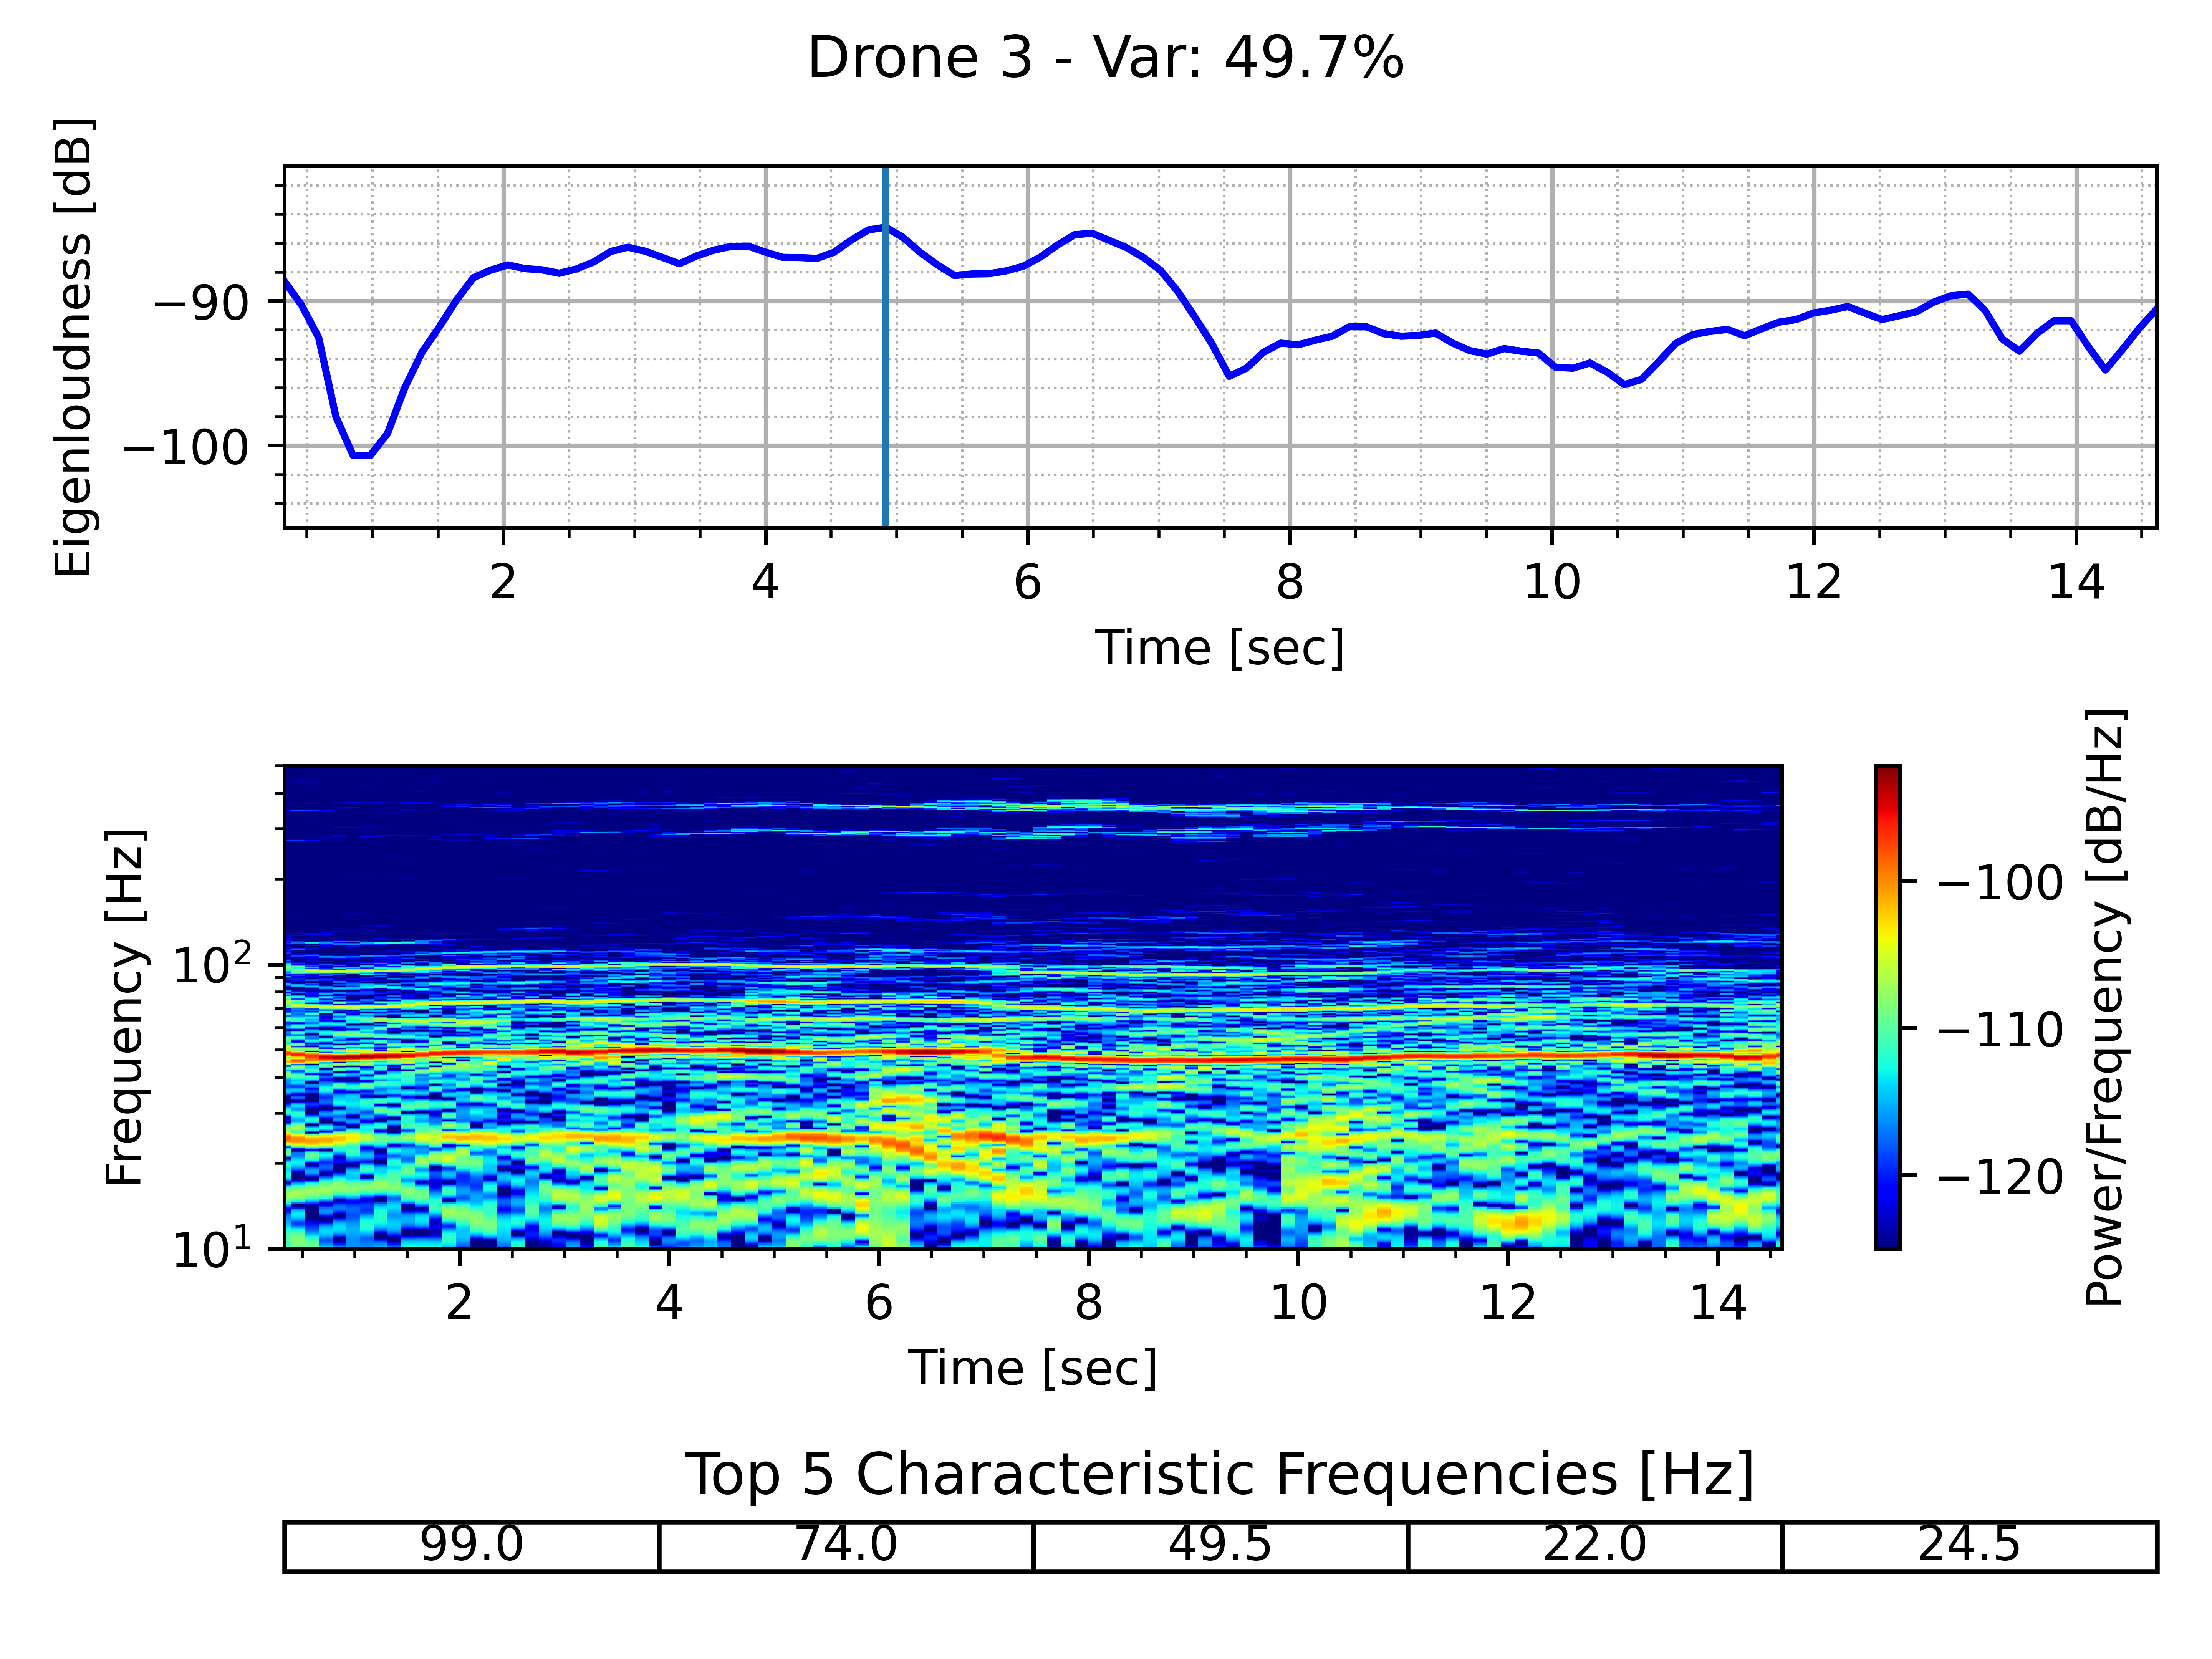 Drone 3 - Var: 49.7%
Eigenloudness [dB]
−90
−100
2 4 6 8 10 12 14
Time [sec]
Frequency [Hz]
10²
10¹
2 4 6 8 10 12 14
Time [sec]
−100
−110
−120
Power/Frequency [dB/Hz]
Top 5 Characteristic Frequencies [Hz]
99.0 74.0 49.5 22.0 24.5